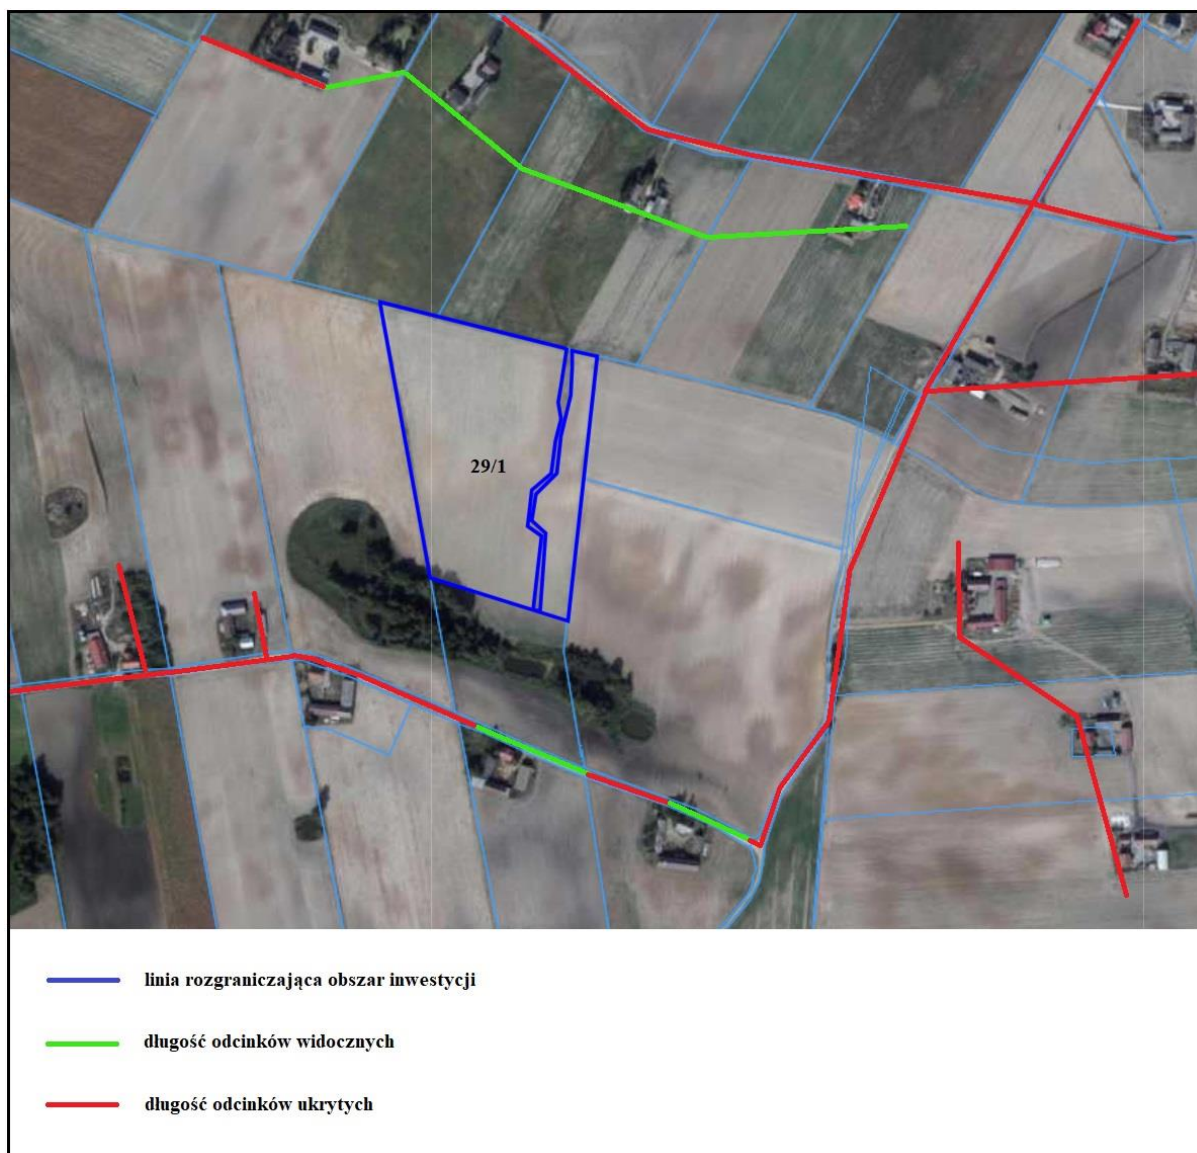 29/1
linia rozgraniczająca obszar inwestycji
długość odcinków widocznych
długość odcinków ukrytych